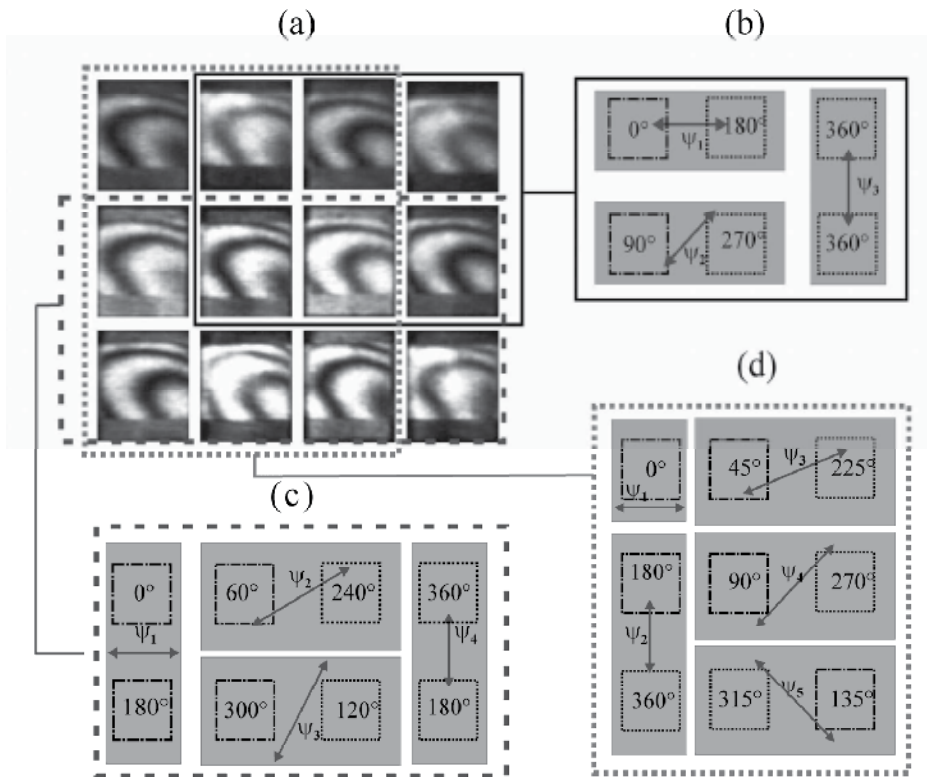 (a)
(b)
0° 180° 360°
ψ₁
ψ₃
90° 270° 360°
ψ₂
(d)
0° 45° ψ₃ 225°
ψ₁
180° 90° ψ₄ 270°
ψ₂
360° 315° ψ₅ 135°
(c)
0° 60° ψ₂ 240° 360°
ψ₁ ψ₄
180° 300° ψ₃ 120° 180°